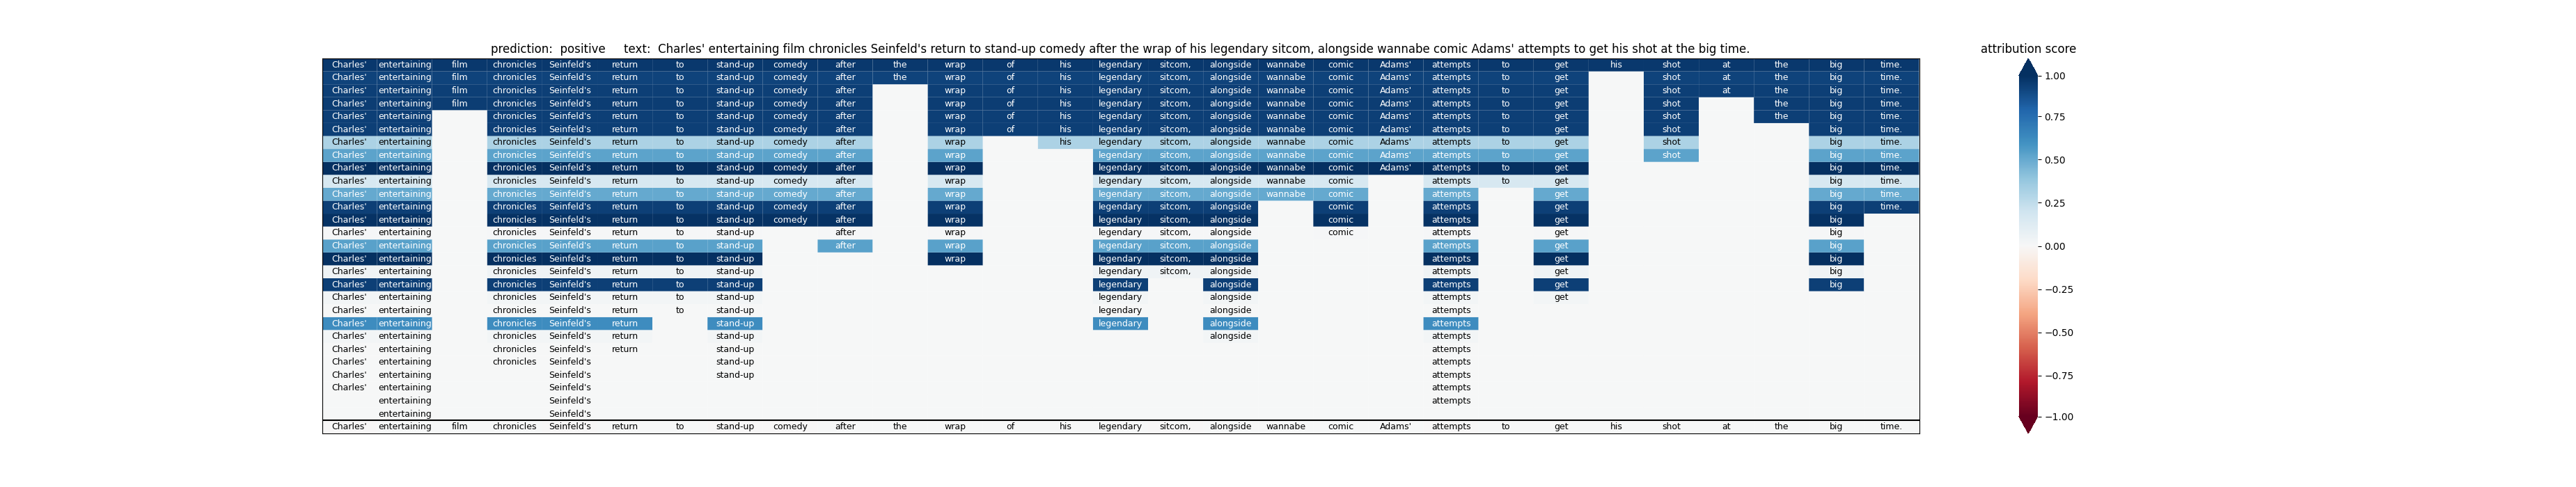 prediction: positive text: Charles' entertaining film chronicles Seinfeld's return to stand-up comedy after the wrap of his legendary sitcom, alongside wannabe comic Adams' attempts to get his shot at the big time.
Charles' entertaining film chronicles Seinfeld's return to stand-up comedy after the wrap of his legendary sitcom, alongside wannabe comic Adams' attempts to get his shot at the big time.
Charles' entertaining film chronicles Seinfeld's return to stand-up comedy after the wrap of his legendary sitcom, alongside wannabe comic Adams' attempts to get shot at the big time.
Charles' entertaining film chronicles Seinfeld's return to stand-up comedy after wrap of his legendary sitcom, alongside wannabe comic Adams' attempts to get shot at the big time.
Charles' entertaining film chronicles Seinfeld's return to stand-up comedy after wrap of his legendary sitcom, alongside wannabe comic Adams' attempts to get shot the big time.
Charles' entertaining chronicles Seinfeld's return to stand-up comedy after wrap of his legendary sitcom, alongside wannabe comic Adams' attempts to get shot the big time.
Charles' entertaining chronicles Seinfeld's return to stand-up comedy after wrap of his legendary sitcom, alongside wannabe comic Adams' attempts to get shot big time.
Charles' entertaining chronicles Seinfeld's return to stand-up comedy after wrap his legendary sitcom, alongside wannabe comic Adams' attempts to get shot big time.
Charles' entertaining chronicles Seinfeld's return to stand-up comedy after wrap legendary sitcom, alongside wannabe comic Adams' attempts to get shot big time.
Charles' entertaining chronicles Seinfeld's return to stand-up comedy after wrap legendary sitcom, alongside wannabe comic Adams' attempts to get big time.
Charles' entertaining chronicles Seinfeld's return to stand-up comedy after wrap legendary sitcom, alongside wannabe comic attempts to get big time.
Charles' entertaining chronicles Seinfeld's return to stand-up comedy after wrap legendary sitcom, alongside wannabe comic attempts get big time.
Charles' entertaining chronicles Seinfeld's return to stand-up comedy after wrap legendary sitcom, alongside comic attempts get big time.
Charles' entertaining chronicles Seinfeld's return to stand-up comedy after wrap legendary sitcom, alongside comic attempts get big
Charles' entertaining chronicles Seinfeld's return to stand-up after wrap legendary sitcom, alongside comic attempts get big
Charles' entertaining chronicles Seinfeld's return to stand-up after wrap legendary sitcom, alongside attempts get big
Charles' entertaining chronicles Seinfeld's return to stand-up wrap legendary sitcom, alongside attempts get big
Charles' entertaining chronicles Seinfeld's return to stand-up legendary sitcom, alongside attempts get big
Charles' entertaining chronicles Seinfeld's return to stand-up legendary alongside attempts get big
Charles' entertaining chronicles Seinfeld's return to stand-up legendary alongside attempts get
Charles' entertaining chronicles Seinfeld's return to stand-up legendary alongside attempts
Charles' entertaining chronicles Seinfeld's return stand-up legendary alongside attempts
Charles' entertaining chronicles Seinfeld's return stand-up alongside attempts
Charles' entertaining chronicles Seinfeld's return stand-up attempts
Charles' entertaining chronicles Seinfeld's stand-up attempts
Charles' entertaining Seinfeld's stand-up attempts
Charles' entertaining Seinfeld's attempts
entertaining Seinfeld's attempts
entertaining Seinfeld's
Charles' entertaining film chronicles Seinfeld's return to stand-up comedy after the wrap of his legendary sitcom, alongside wannabe comic Adams' attempts to get his shot at the big time.
attribution score
1.00
0.75
0.50
0.25
0.00
−0.25
−0.50
−0.75
−1.00